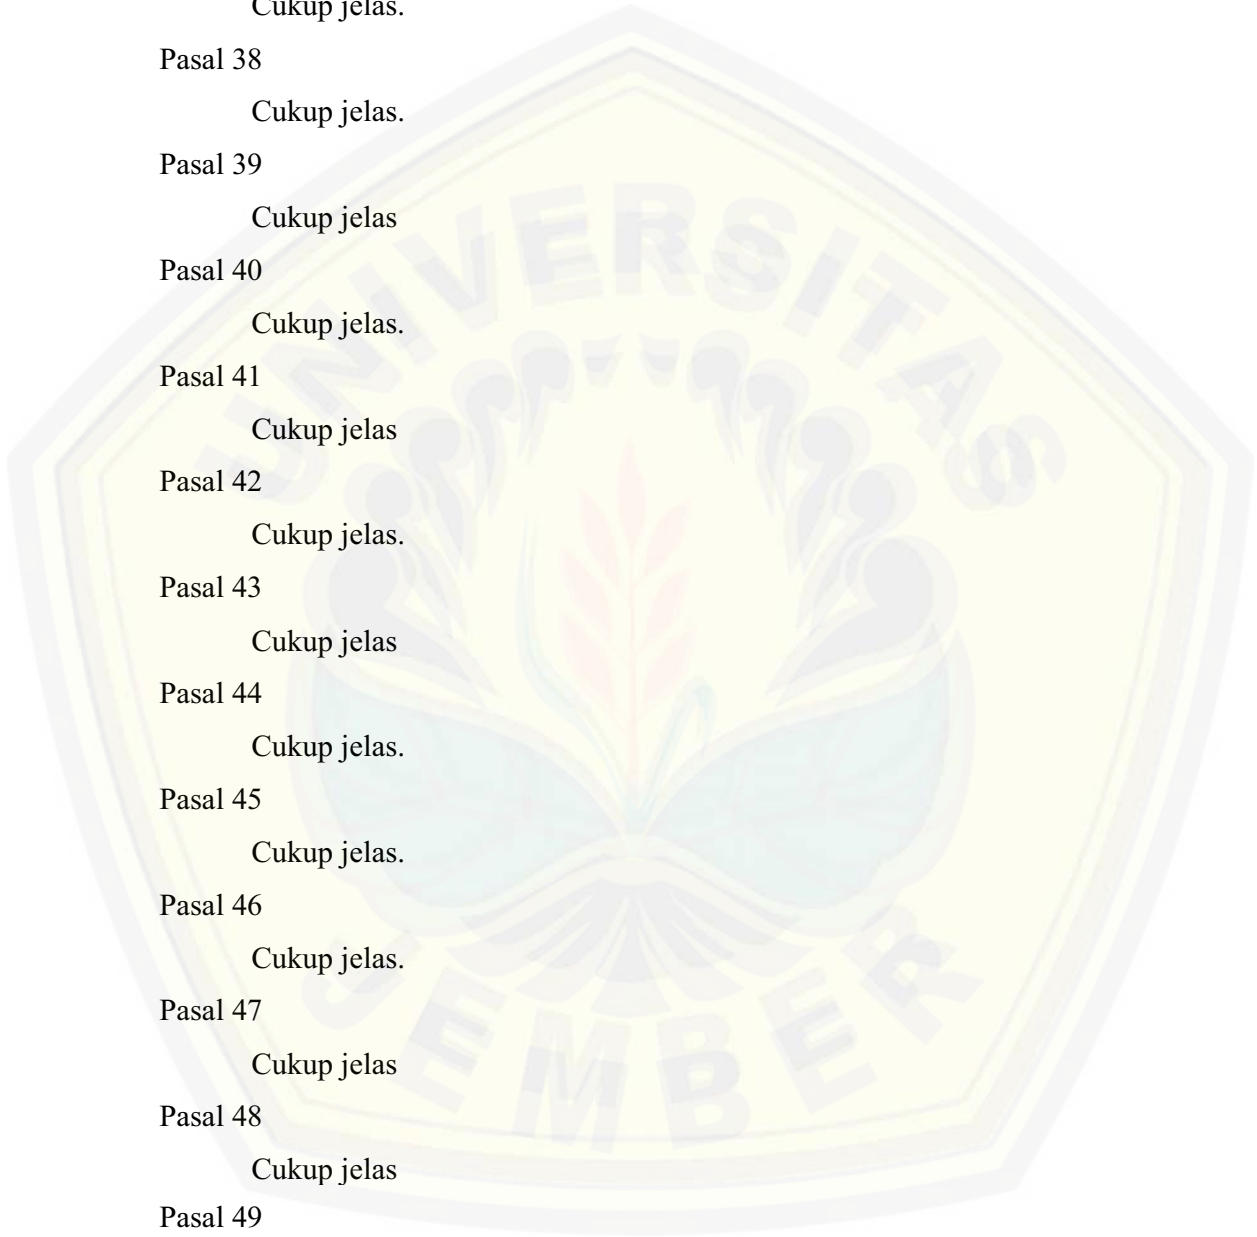 Cukup jelas.
Pasal 38
Cukup jelas.
Pasal 39
Cukup jelas
Pasal 40
Cukup jelas.
Pasal 41
Cukup jelas
Pasal 42
Cukup jelas.
Pasal 43
Cukup jelas
Pasal 44
Cukup jelas.
Pasal 45
Cukup jelas.
Pasal 46
Cukup jelas.
Pasal 47
Cukup jelas
Pasal 48
Cukup jelas
Pasal 49
UNIVERSITAS
JEMBER